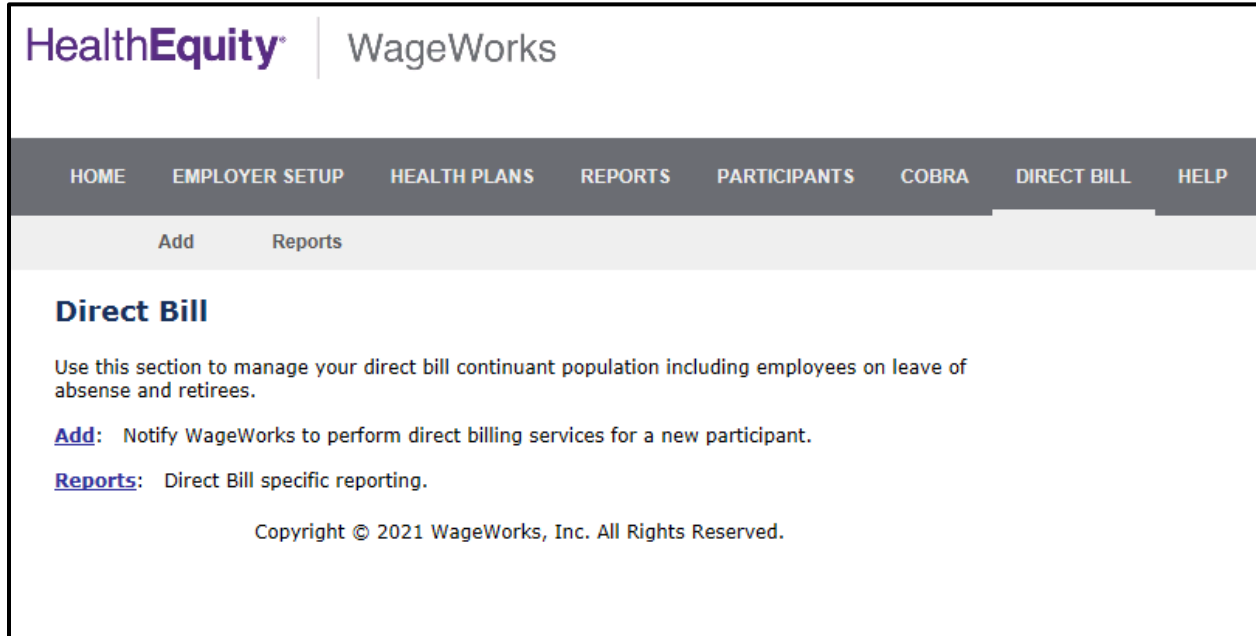 HealthEquity® WageWorks
HOME EMPLOYER SETUP HEALTH PLANS REPORTS PARTICIPANTS COBRA DIRECT BILL HELP
Add Reports
Direct Bill
Use this section to manage your direct bill continuant population including employees on leave of
absense and retirees.
Add: Notify WageWorks to perform direct billing services for a new participant.
Reports: Direct Bill specific reporting.
Copyright © 2021 WageWorks, Inc. All Rights Reserved.